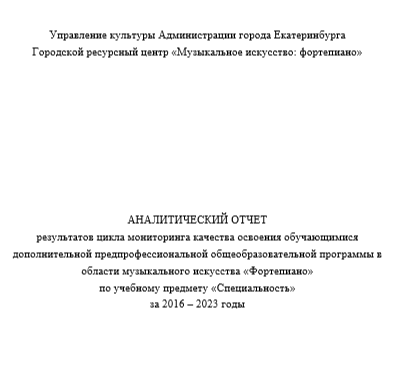 Управление культуры Администрации города Екатеринбурга
Городской ресурсный центр «Музыкальное искусство: фортепиано»
АНАЛИТИЧЕСКИЙ ОТЧЕТ
результатов цикла мониторинга качества освоения обучающимися
дополнительной предпрофессиональной общеобразовательной программы в
области музыкального искусства «Фортепиано»
по учебному предмету «Специальность»
за 2016 – 2023 годы